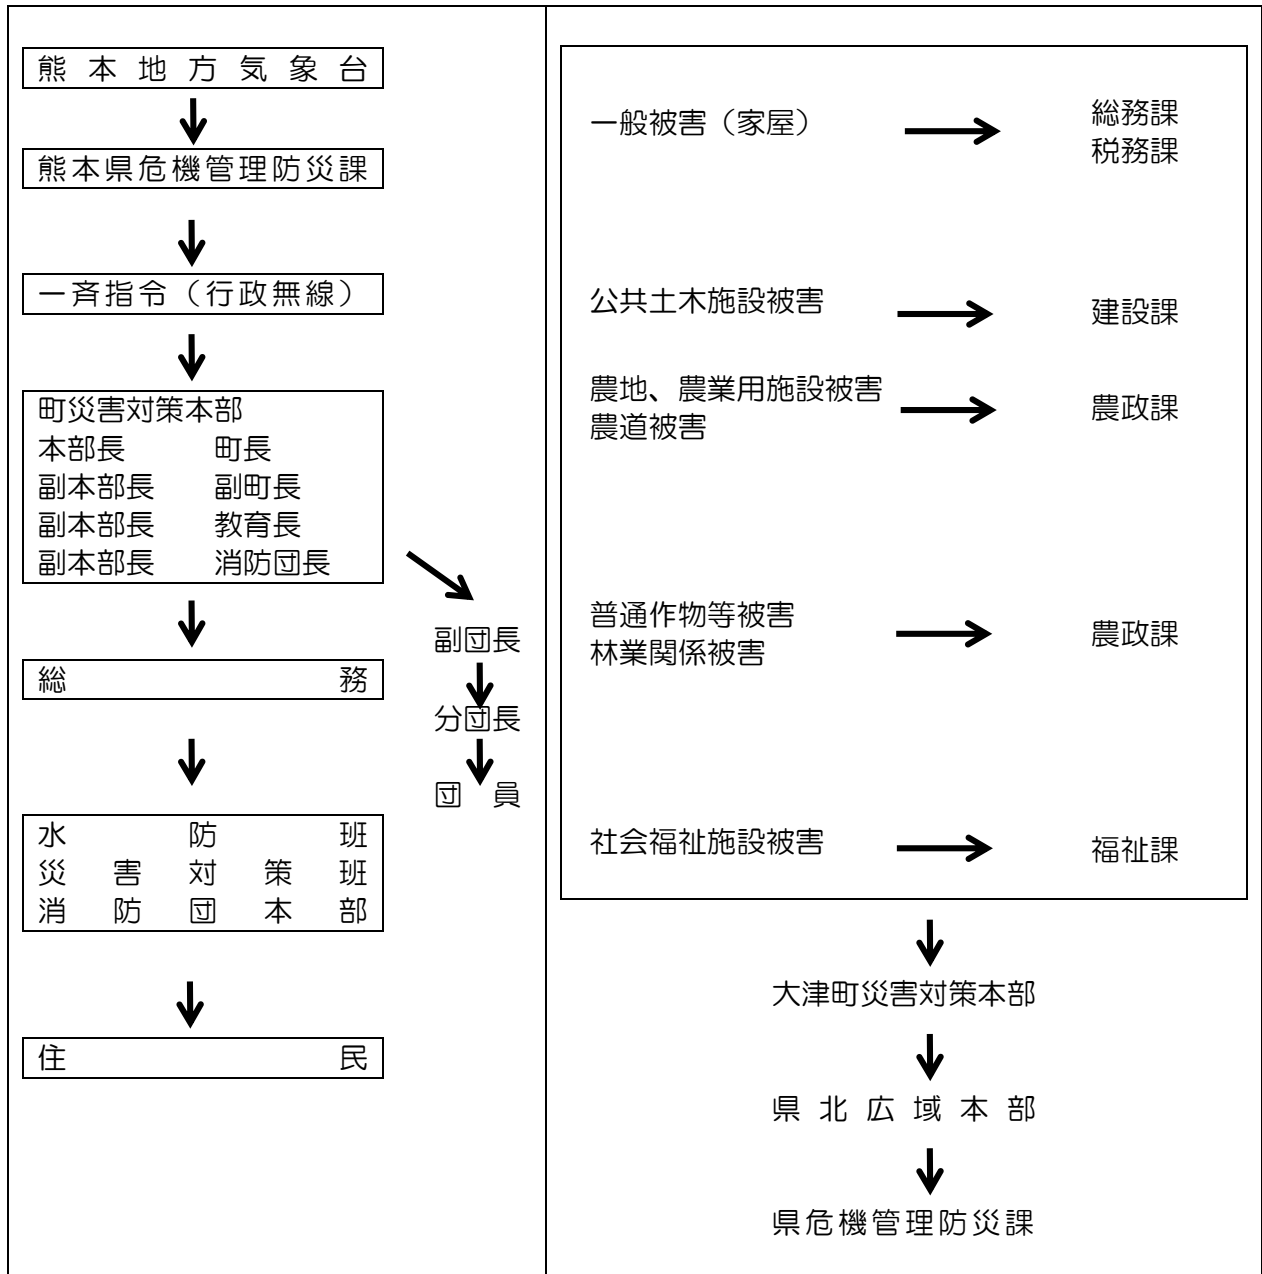 熊本地方気象台
熊本県危機管理防災課
一斉指令（行政無線）
町災害対策本部
本部長　町長
副本部長　副町長
副本部長　教育長
副本部長　消防団長
総務
水防班
災害対策班
消防団本部
住民
副団長
分団長
団員
一般被害（家屋）
総務課
税務課
公共土木施設被害
建設課
農地、農業用施設被害
農道被害
農政課
普通作物等被害
林業関係被害
農政課
社会福祉施設被害
福祉課
大津町災害対策本部
県北広域本部
県危機管理防災課